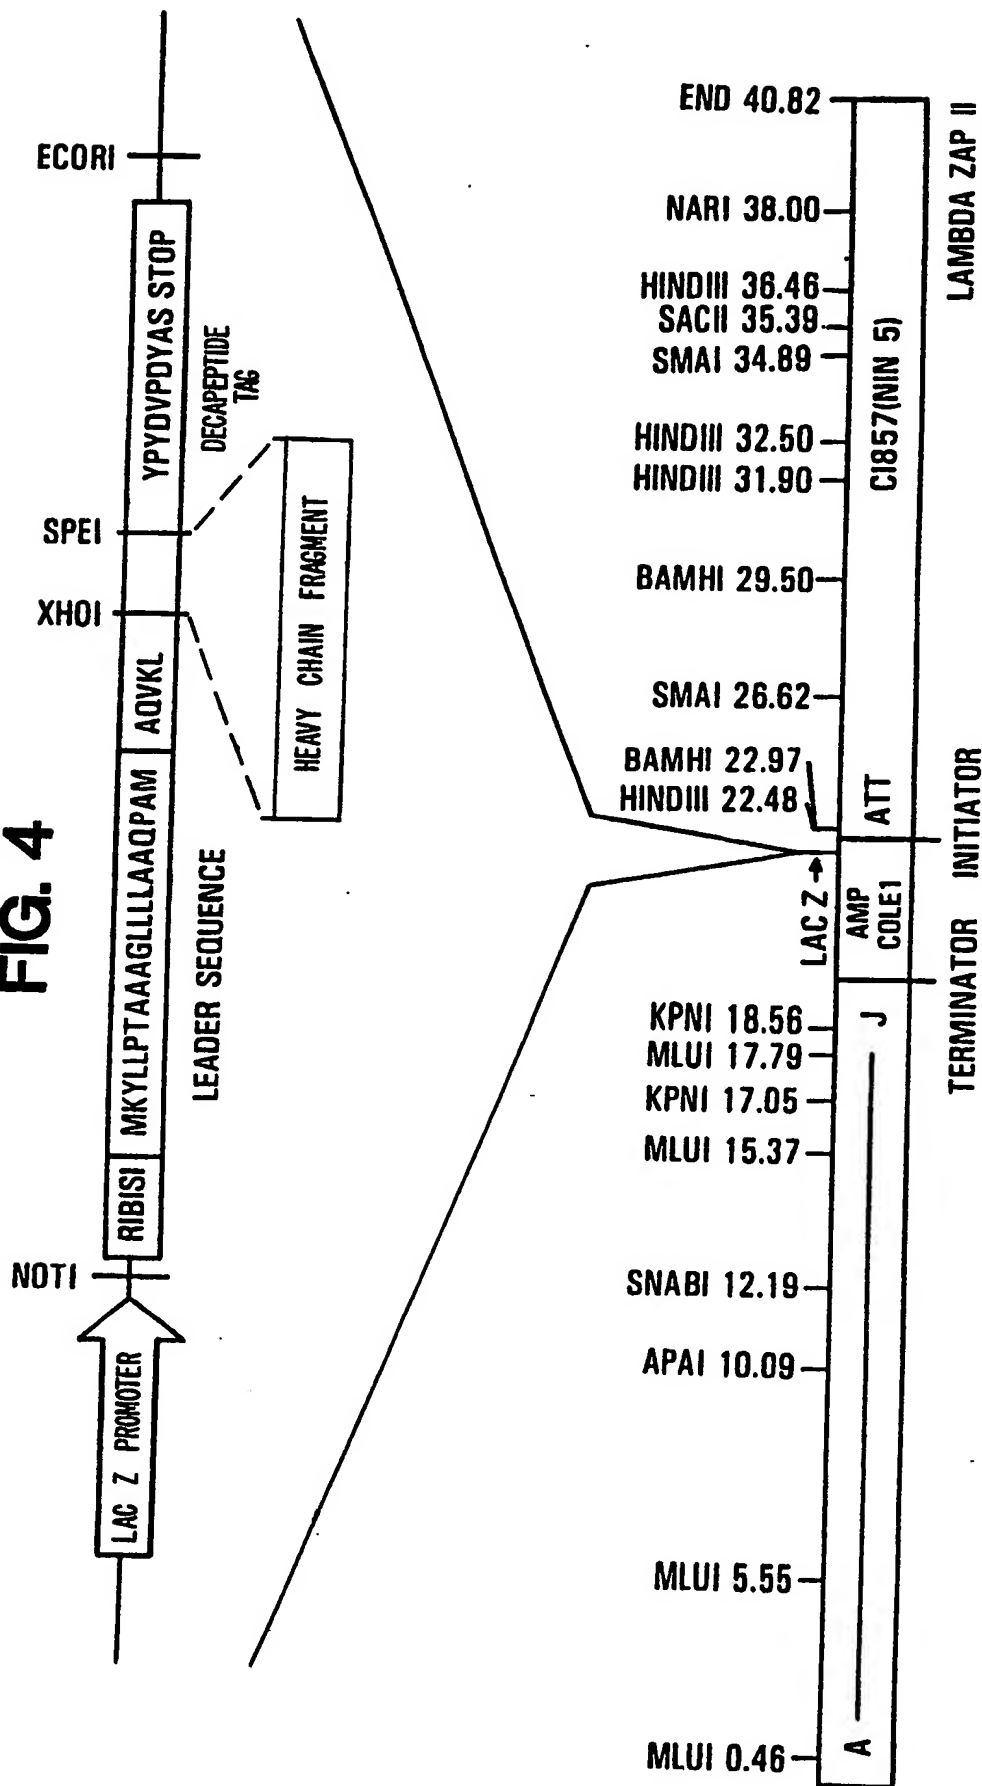 FIG. 4
LAC Z PROMOTER
NOTI
RIBISI
MKYLLPTAAAGLLLLAAQPAM
AQVKL
XHOI
SPEI
YPYDVPDYAS STOP
ECORI
LEADER SEQUENCE
DECAPEPTIDE
TAG
HEAVY CHAIN FRAGMENT
MLUI 0.46
MLUI 5.55
APAI 10.09
SNABI 12.19
MLUI 15.37
KPNI 17.05
MLUI 17.79
KPNI 18.56
LAC Z
HINDIII 22.48
BAMHI 22.97
SMAI 26.62
BAMHI 29.50
HINDIII 31.90
HINDIII 32.50
SMAI 34.89
SACII 35.39
HINDIII 36.46
NARI 38.00
END 40.82
A
J
AMP
COLE1
ATT
CI857(NIN 5)
TERMINATOR
INITIATOR
LAMBDA ZAP II